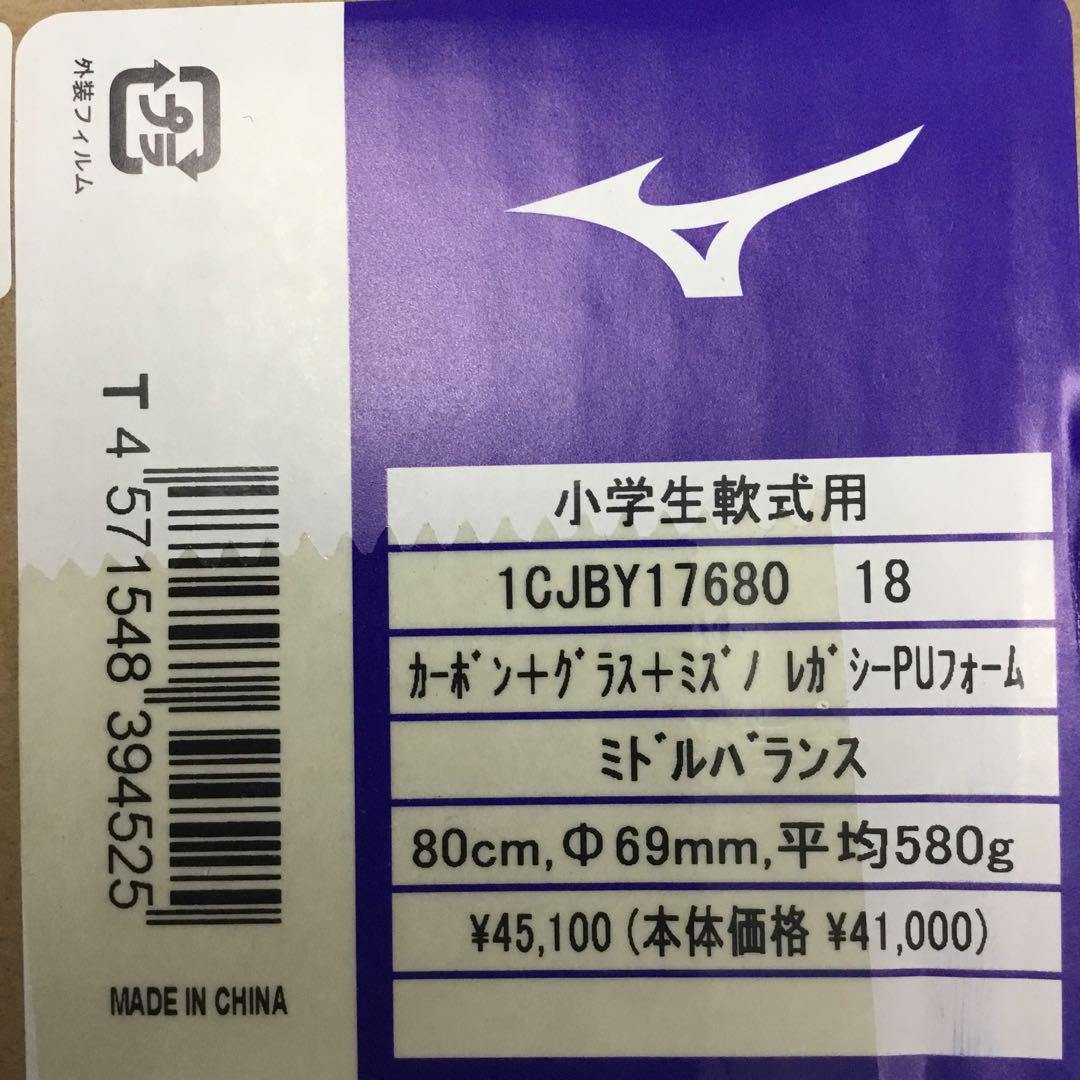 外装フィルム
プラ
T 4 571548 394525
MADE IN CHINA
小学生軟式用
1CJBY17680 18
ｶｰﾎﾞﾝ＋ｸﾞﾗｽ＋ﾐｽﾞﾉ ﾚｶﾞｼｰPUﾌｫｰﾑ
ﾐﾄﾞﾙﾊﾞﾗﾝｽ
80cm,Φ69mm,平均580g
¥45,100 (本体価格 ¥41,000)